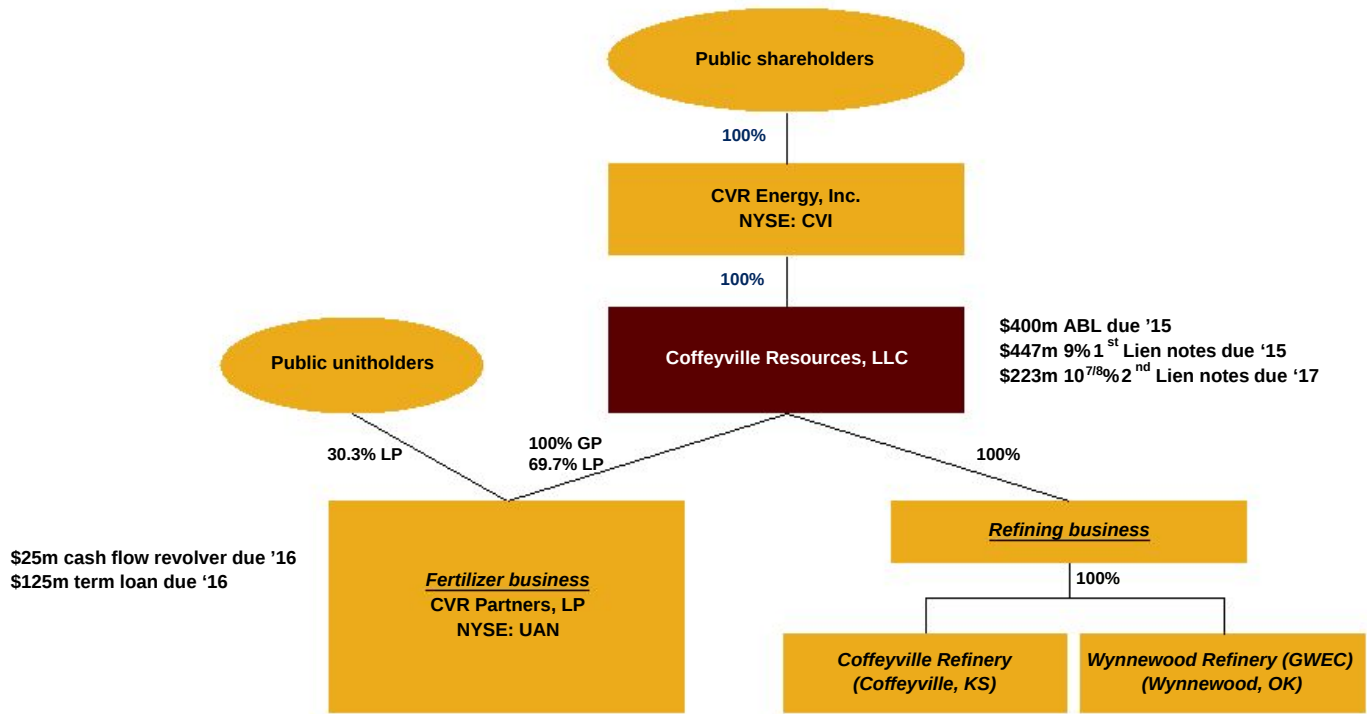 Public shareholders
100%
CVR Energy, Inc.
NYSE: CVI
100%
Coffeyville Resources, LLC
$400m ABL due ’15
$447m 9% 1st Lien notes due ‘15
$223m 10 7/8% 2nd Lien notes due ‘17
Public unitholders
30.3% LP
100% GP
69.7% LP
100%
$25m cash flow revolver due ’16
$125m term loan due ‘16
Fertilizer business
CVR Partners, LP
NYSE: UAN
Refining business
100%
Coffeyville Refinery
(Coffeyville, KS)
Wynnewood Refinery (GWEC)
(Wynnewood, OK)